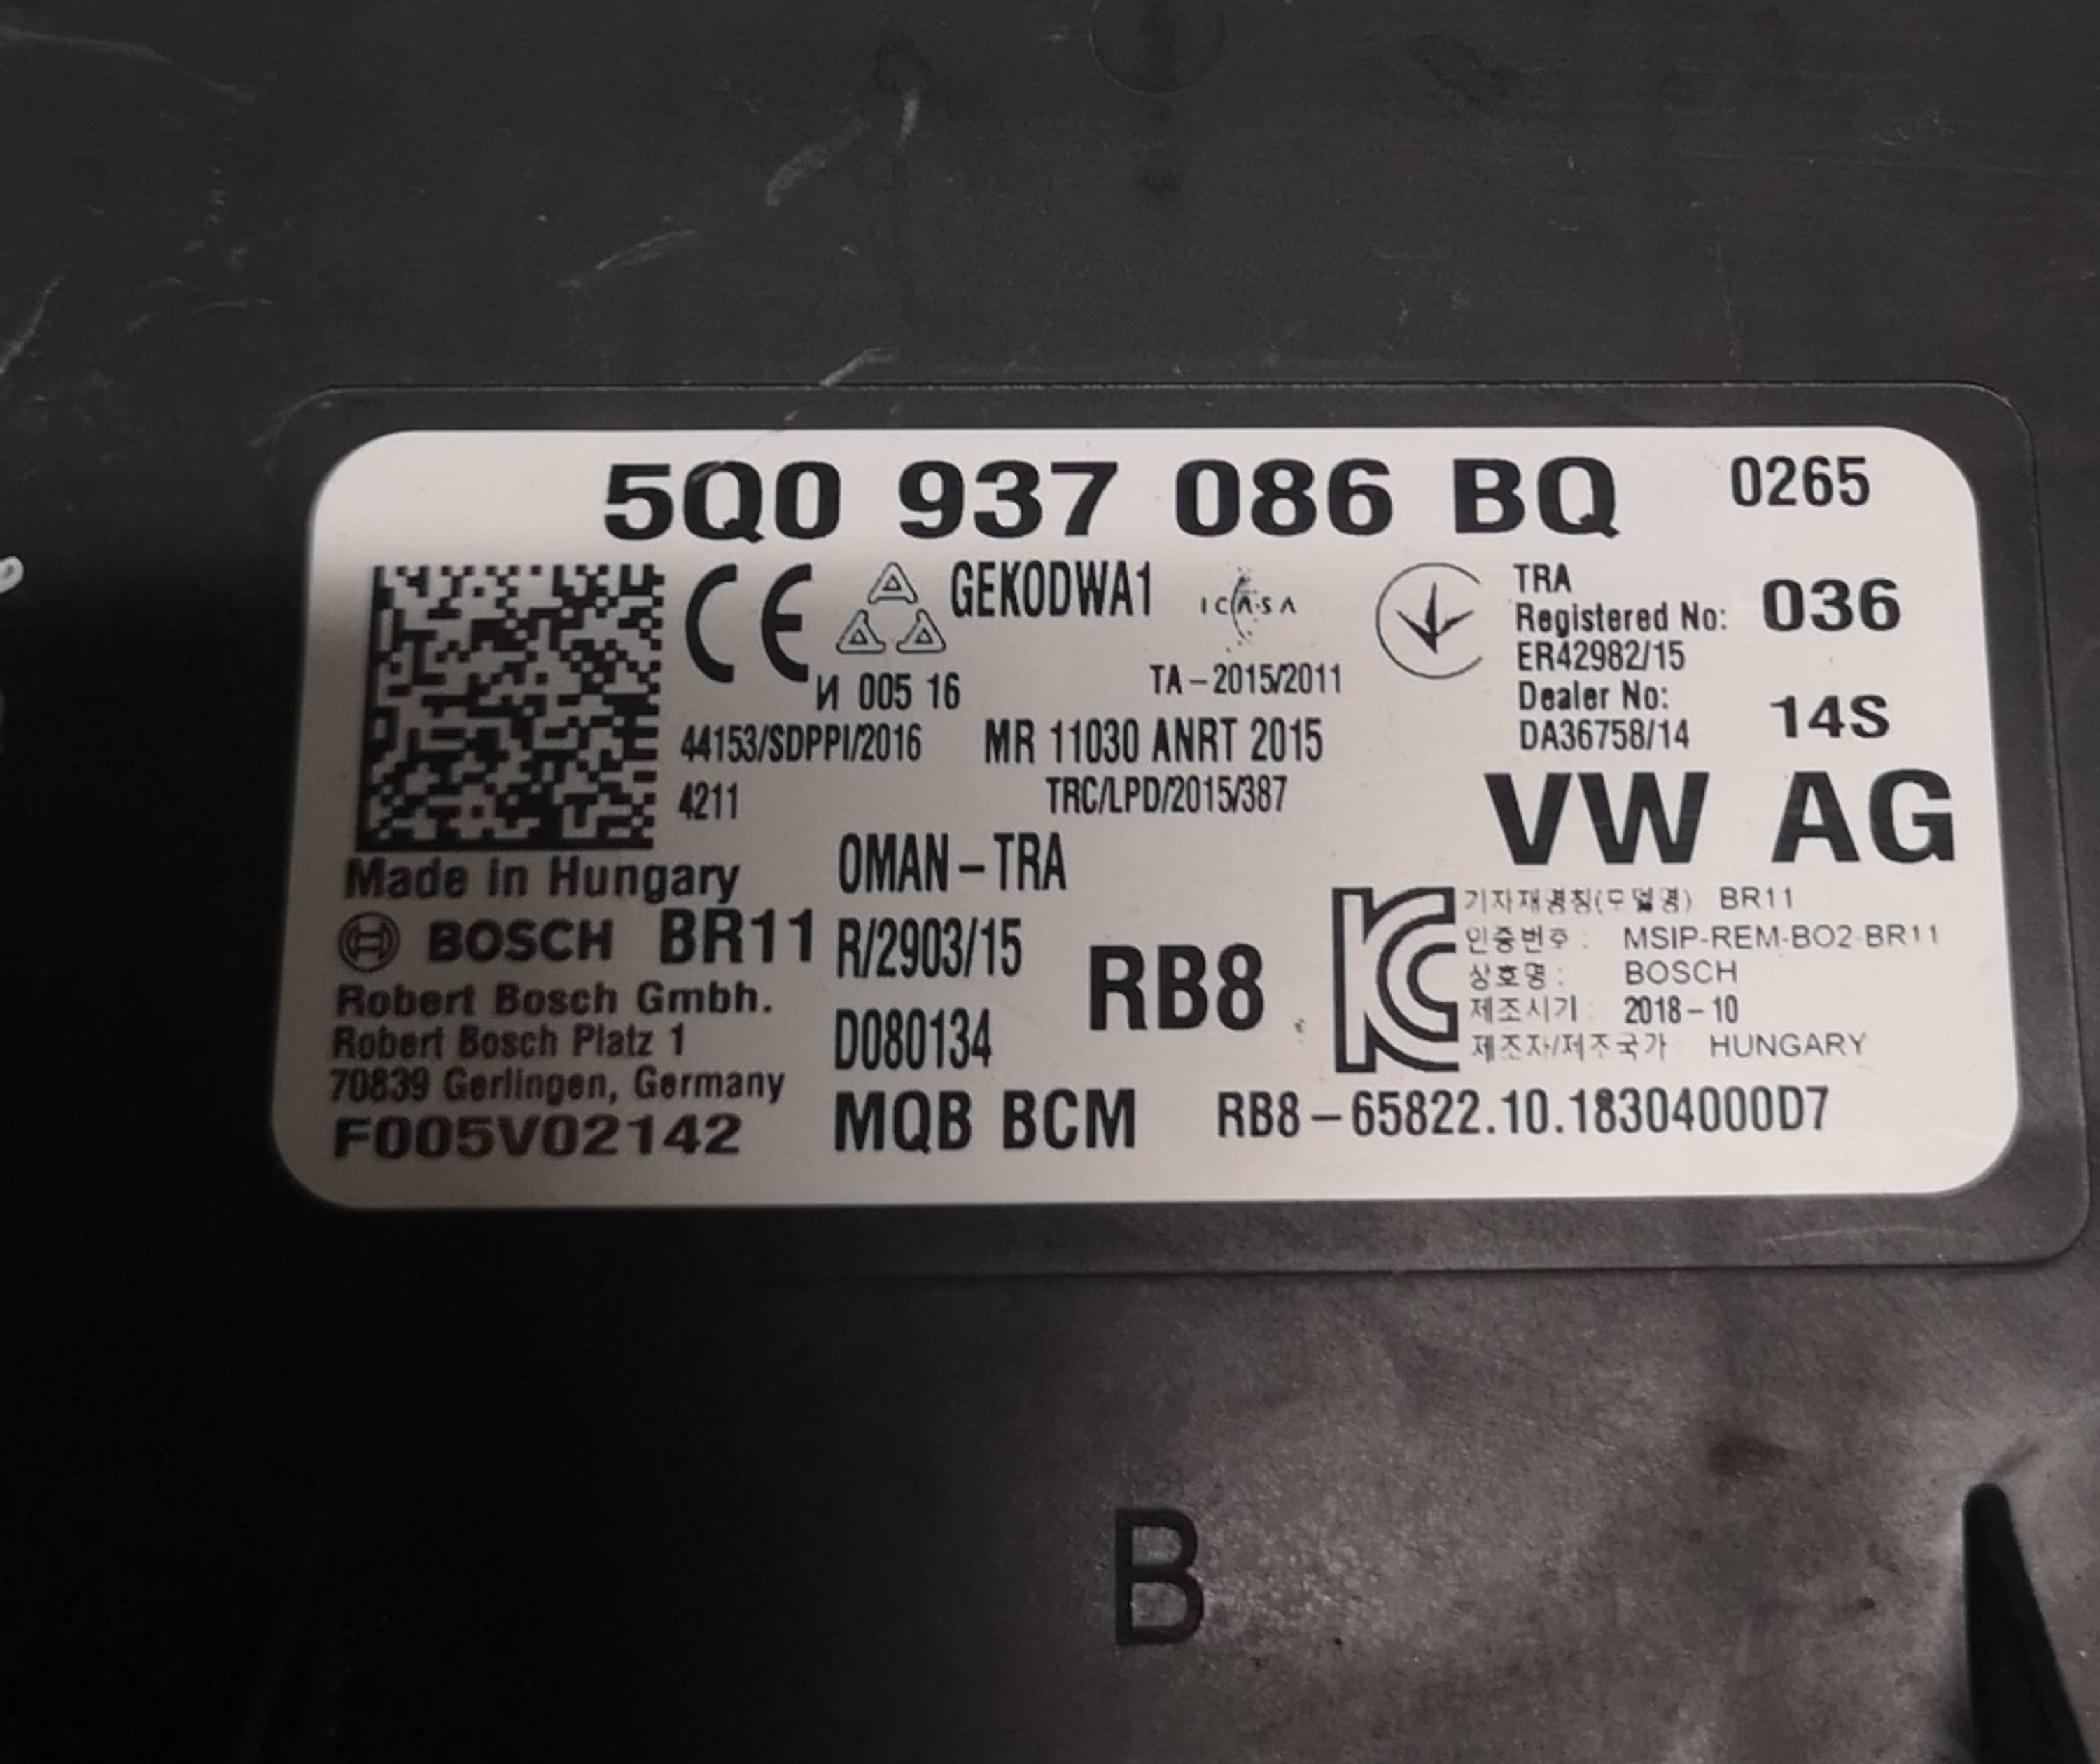 5Q0 937 086 BQ 0265
CE GEKODWA1 ICASA
TRA
Registered No: 036
ER42982/15
И 005 16 TA-2015/2011
Dealer No: 14S
DA36758/14
44153/SDPPI/2016 MR 11030 ANRT 2015
4211 TRC/LPD/2015/387
VW AG
Made in Hungary OMAN-TRA
BOSCH BR11 R/2903/15 RB8
Robert Bosch Gmbh.
Robert Bosch Platz 1 D080134
70839 Gerlingen, Germany
F005V02142 MQB BCM
기자재명칭(모델명) BR11
인증번호 : MSIP-REM-BO2-BR11
상호명 : BOSCH
제조시기 : 2018-10
제조자/제조국가 : HUNGARY
RB8-65822.10.18304000D7
B